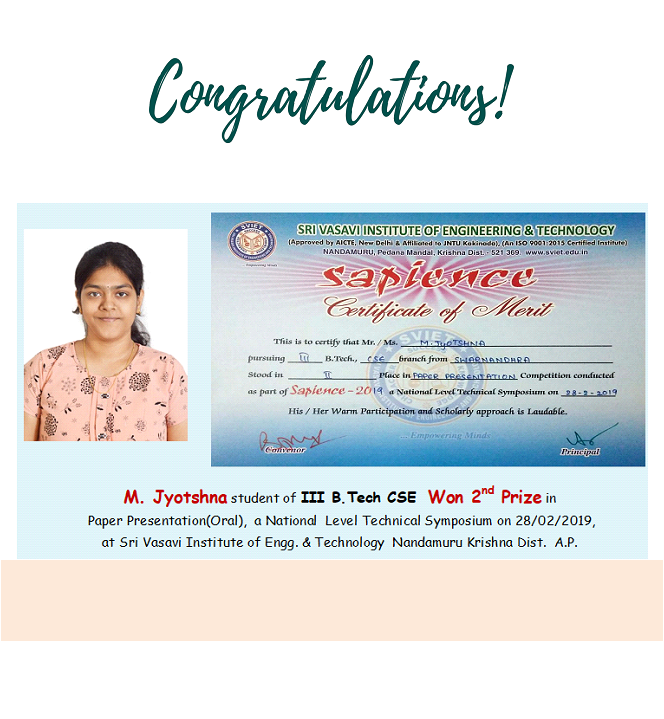 Congratulations!
SRI VASAVI INSTITUTE OF ENGINEERING & TECHNOLOGY
(Approved by AICTE, New Delhi & Affiliated to JNTU Kakinada), (An ISO 9001:2015 Certified Institute)
NANDAMURU, Pedana Mandal, Krishna Dist. - 521 369 www.sviet.edu.in
SVIET
Empowering Minds
sapience
Certificate of Merit
This is to certify that Mr. / Ms. M. JYOTSHNA
pursuing III B.Tech., CSE branch from SWARNANDHRA
Stood in II Place in PAPER PRESENTATION Competition conducted
as part of Sapience - 2019 a National Level Technical Symposium on 28-2-2019
His / Her Warm Participation and Scholarly approach is Laudable.
...Empowering Minds
Convenor
Principal
M. Jyotshna student of III B.Tech CSE Won 2nd Prize in
Paper Presentation(Oral), a National Level Technical Symposium on 28/02/2019,
at Sri Vasavi Institute of Engg. & Technology Nandamuru Krishna Dist. A.P.